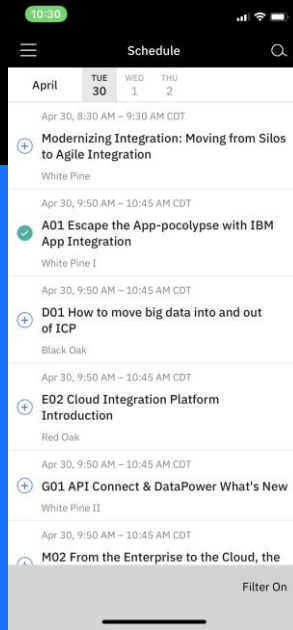 10:30
Schedule
April
TUE
30
WED
1
THU
2
Apr 30, 8:30 AM – 9:30 AM CDT
Modernizing Integration: Moving from Silos
to Agile Integration
White Pine
Apr 30, 9:50 AM – 10:45 AM CDT
A01 Escape the App-pocolypse with IBM
App Integration
White Pine I
Apr 30, 9:50 AM – 10:45 AM CDT
D01 How to move big data into and out
of ICP
Black Oak
Apr 30, 9:50 AM – 10:45 AM CDT
E02 Cloud Integration Platform
Introduction
Red Oak
Apr 30, 9:50 AM – 10:45 AM CDT
G01 API Connect & DataPower What's New
White Pine II
Apr 30, 9:50 AM – 10:45 AM CDT
M02 From the Enterprise to the Cloud, the
Filter On